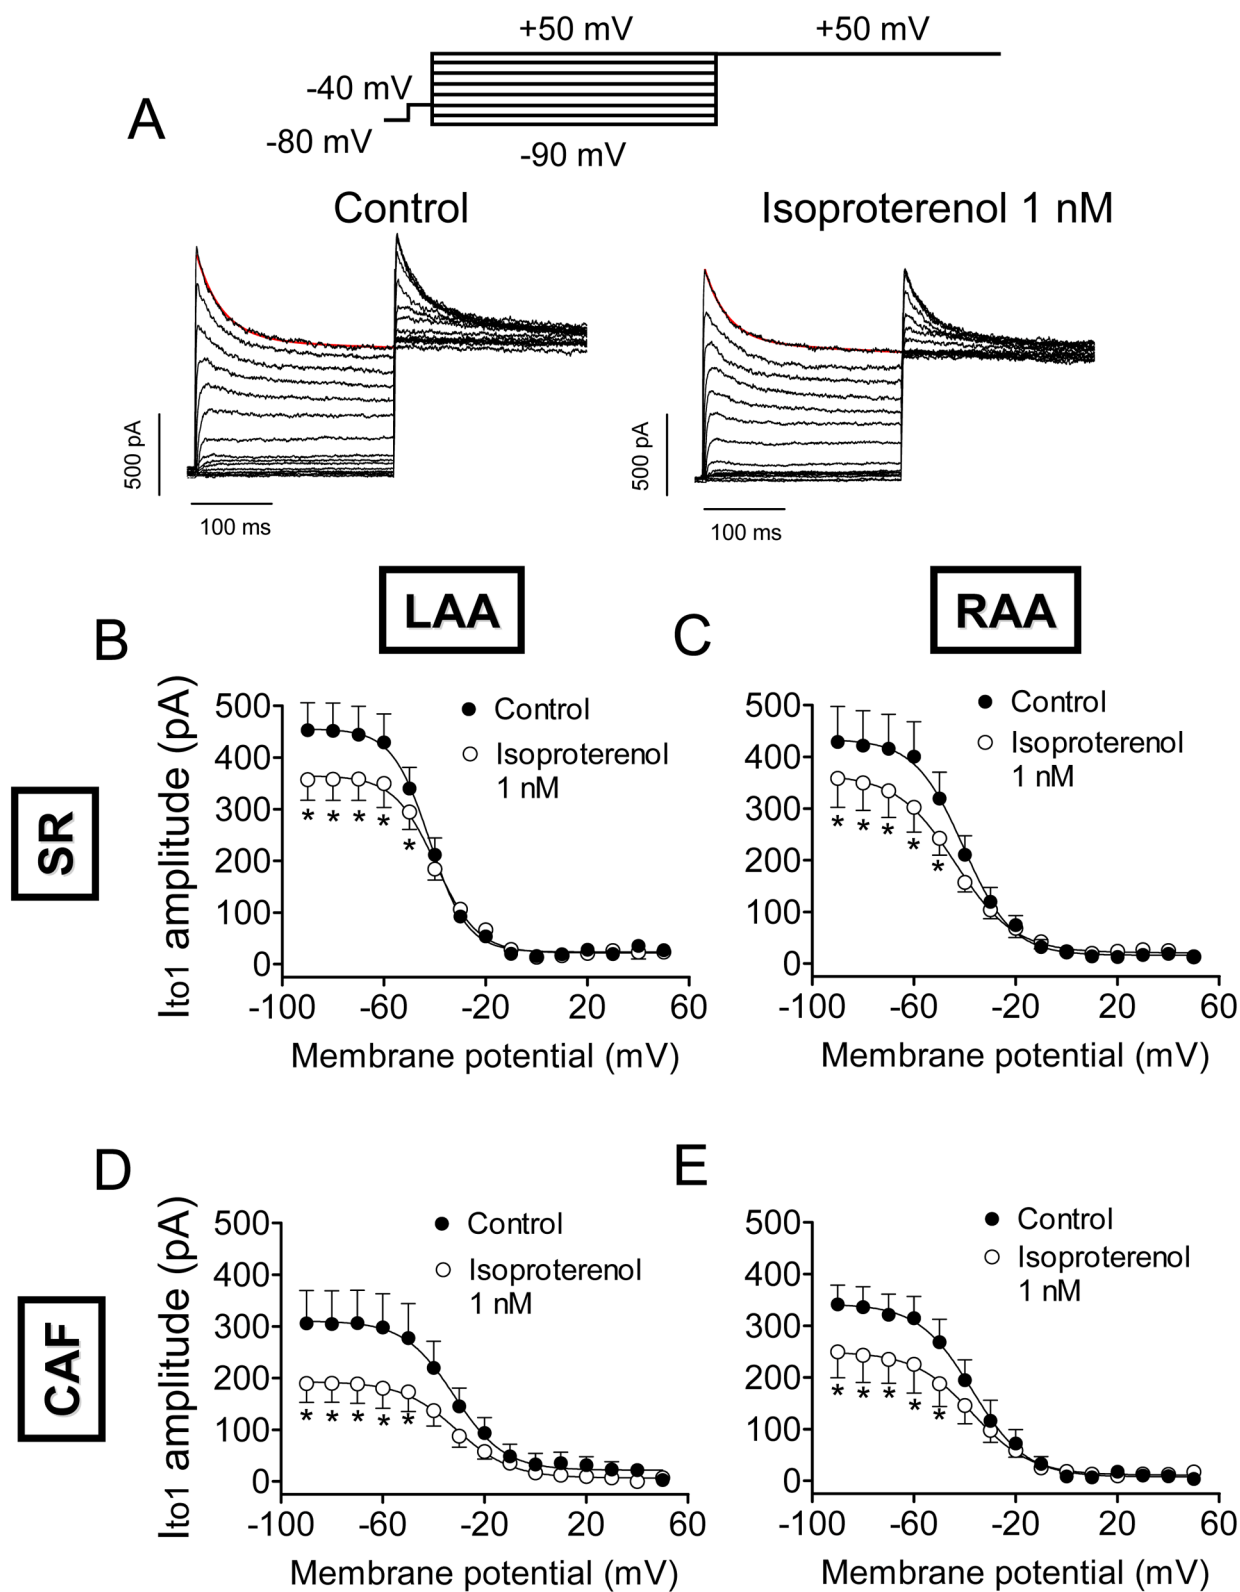 +50 mV +50 mV
-40 mV
A
-80 mV
-90 mV
Control Isoproterenol 1 nM
500 pA 500 pA
100 ms 100 ms
LAA RAA
B C
SR
Ito1 amplitude (pA)
500
400
300
200
100
0
Control
Isoproterenol
1 nM
* * * * *
-100 -60 -20 20 60
Membrane potential (mV)
500
400
300
200
100
0
Control
Isoproterenol
1 nM
* * * * *
-100 -60 -20 20 60
Membrane potential (mV)
D E
CAF
Ito1 amplitude (pA)
500
400
300
200
100
0
Control
Isoproterenol
1 nM
* * * * *
-100 -60 -20 20 60
Membrane potential (mV)
500
400
300
200
100
0
Control
Isoproterenol
1 nM
* * * * *
-100 -60 -20 20 60
Membrane potential (mV)